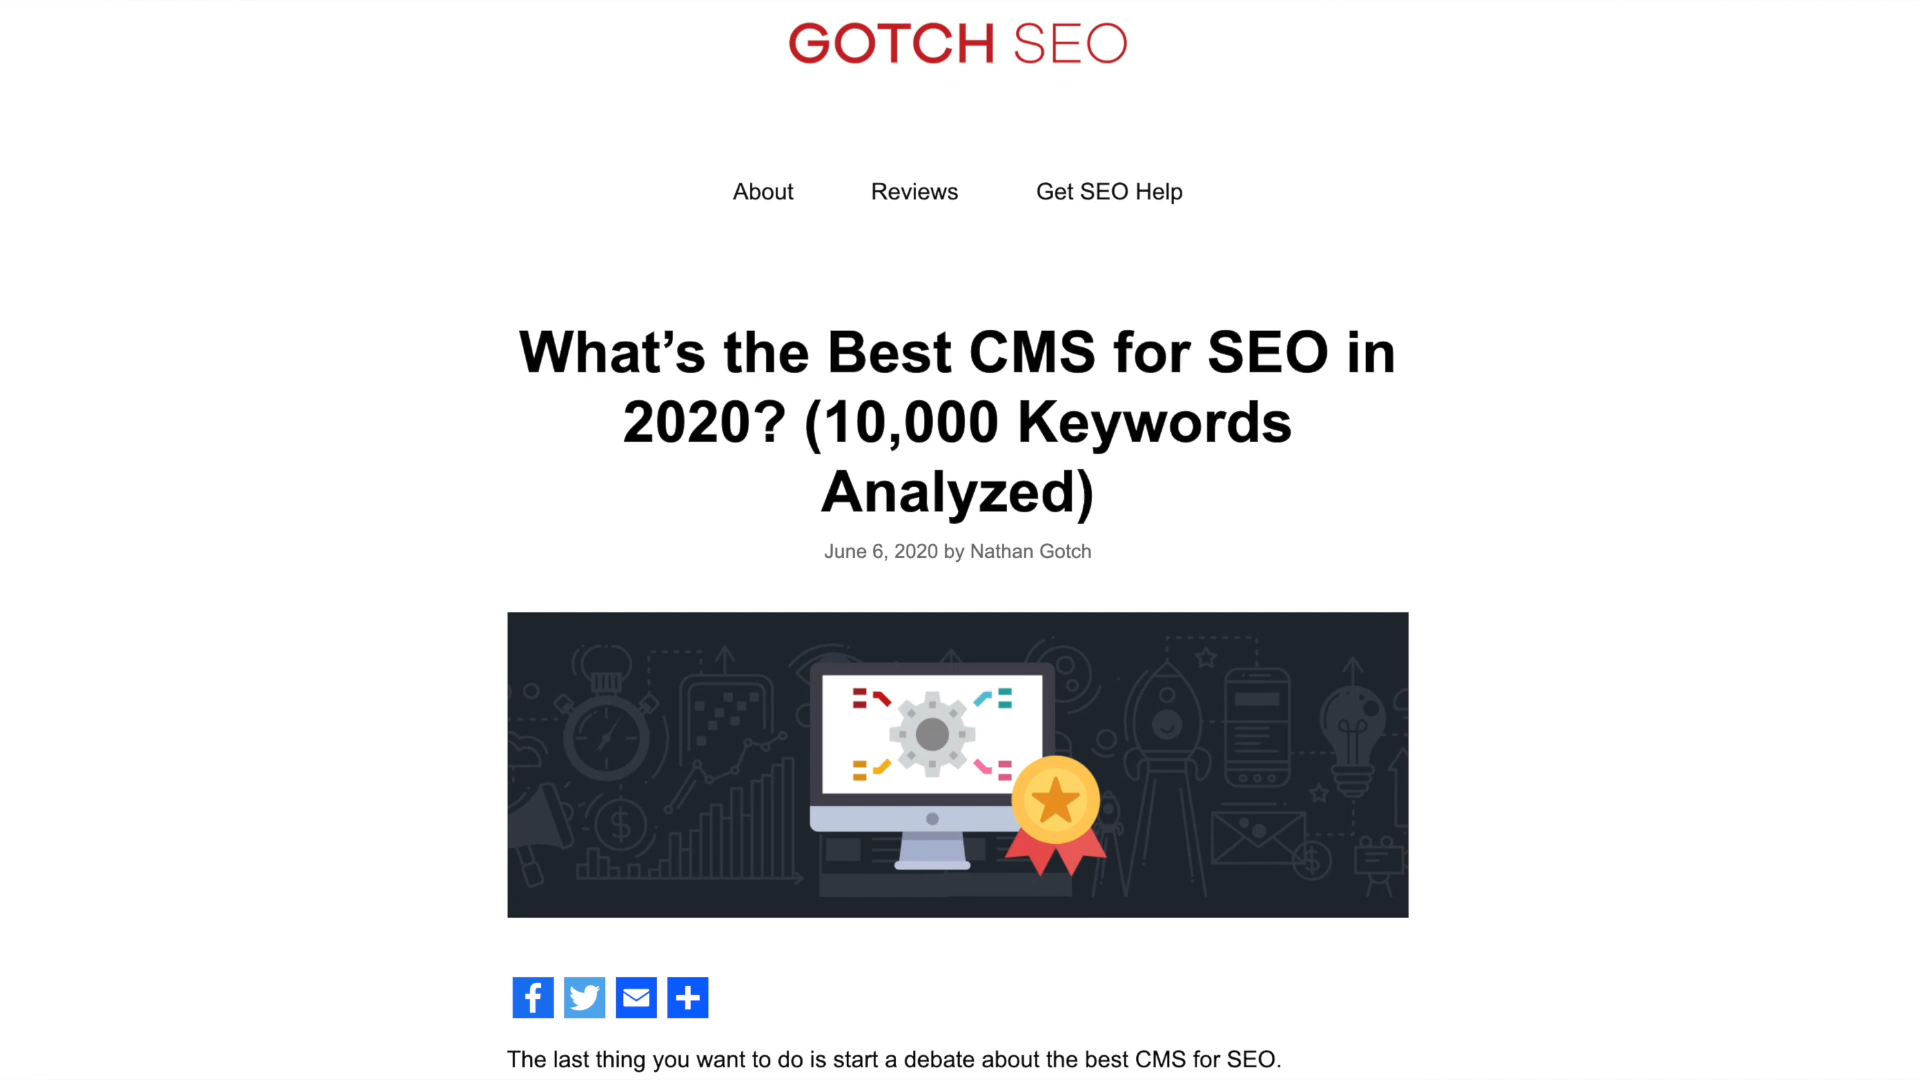 GOTCH SEO
About Reviews Get SEO Help
What’s the Best CMS for SEO in
2020? (10,000 Keywords
Analyzed)
June 6, 2020 by Nathan Gotch
The last thing you want to do is start a debate about the best CMS for SEO.